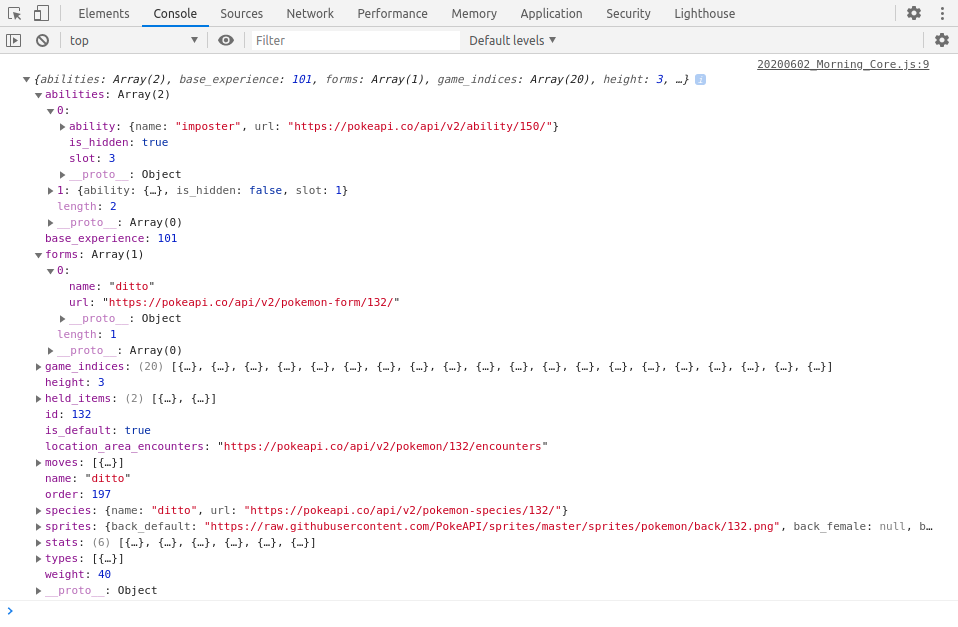 Elements Console Sources Network Performance Memory Application Security Lighthouse
top Filter Default levels
20200602_Morning_Core.js:9
{abilities: Array(2), base_experience: 101, forms: Array(1), game_indices: Array(20), height: 3, …} i
abilities: Array(2)
0:
ability: {name: "imposter", url: "https://pokeapi.co/api/v2/ability/150/"}
is_hidden: true
slot: 3
__proto__: Object
1: {ability: {…}, is_hidden: false, slot: 1}
length: 2
__proto__: Array(0)
base_experience: 101
forms: Array(1)
0:
name: "ditto"
url: "https://pokeapi.co/api/v2/pokemon-form/132/"
__proto__: Object
length: 1
__proto__: Array(0)
game_indices: (20) [{…}, {…}, {…}, {…}, {…}, {…}, {…}, {…}, {…}, {…}, {…}, {…}, {…}, {…}, {…}, {…}, {…}, {…}, {…}, {…}]
height: 3
held_items: (2) [{…}, {…}]
id: 132
is_default: true
location_area_encounters: "https://pokeapi.co/api/v2/pokemon/132/encounters"
moves: [{…}]
name: "ditto"
order: 197
species: {name: "ditto", url: "https://pokeapi.co/api/v2/pokemon-species/132/"}
sprites: {back_default: "https://raw.githubusercontent.com/PokeAPI/sprites/master/sprites/pokemon/back/132.png", back_female: null, b…
stats: (6) [{…}, {…}, {…}, {…}, {…}, {…}]
types: [{…}]
weight: 40
__proto__: Object